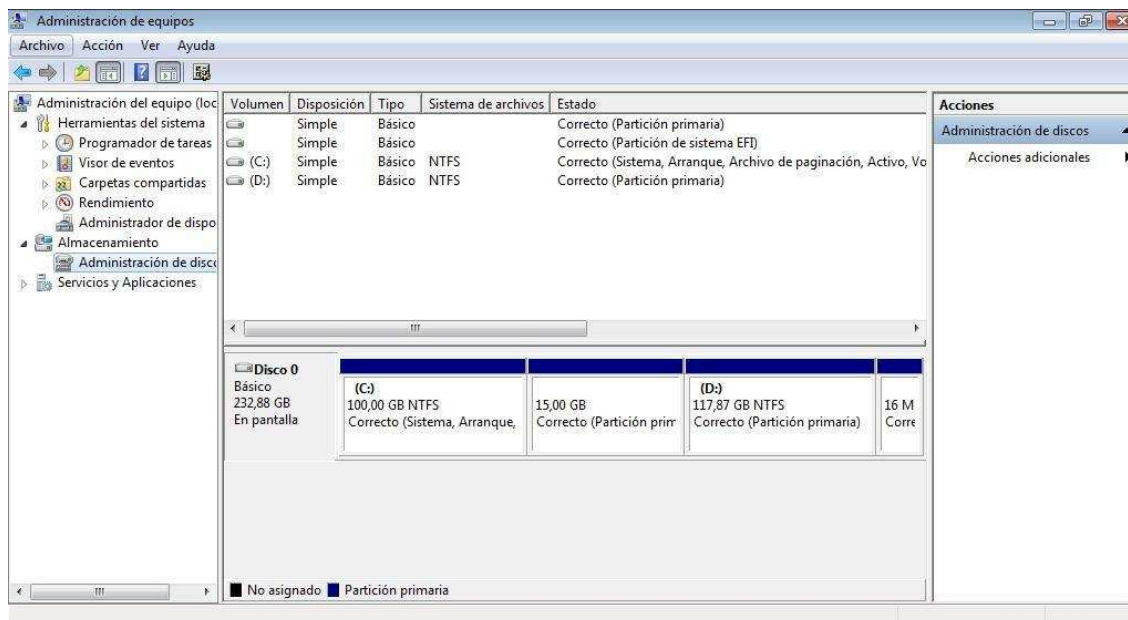 Administración de equipos
Archivo Acción Ver Ayuda
Administración del equipo (loc
Herramientas del sistema
Programador de tareas
Visor de eventos
Carpetas compartidas
Rendimiento
Administrador de dispo
Almacenamiento
Administración de disc
Servicios y Aplicaciones
Volumen Disposición Tipo Sistema de archivos Estado
Simple Básico Correcto (Partición primaria)
Simple Básico Correcto (Partición de sistema EFI)
(C:) Simple Básico NTFS Correcto (Sistema, Arranque, Archivo de paginación, Activo, Vo
(D:) Simple Básico NTFS Correcto (Partición primaria)
Disco 0
Básico
232,88 GB
En pantalla
(C:)
100,00 GB NTFS
Correcto (Sistema, Arranque,
15,00 GB
Correcto (Partición prim
(D:)
117,87 GB NTFS
Correcto (Partición primaria)
16 M
Corre
No asignado Partición primaria
Acciones
Administración de discos
Acciones adicionales